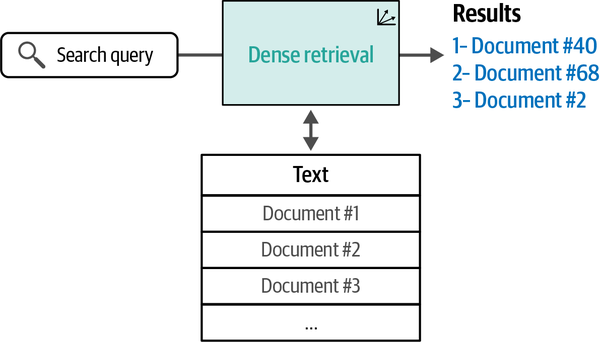 Search query
Dense retrieval
Results
1– Document #40
2– Document #68
3– Document #2
Text
Document #1
Document #2
Document #3
...